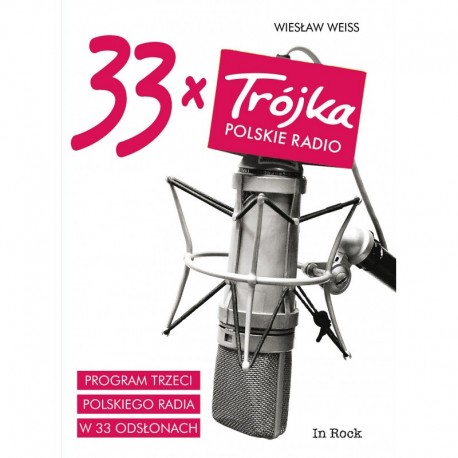 WIESŁAW WEISS
33 x Trójka
POLSKIE RADIO
PROGRAM TRZECI
POLSKIEGO RADIA
W 33 ODSŁONACH
In Rock